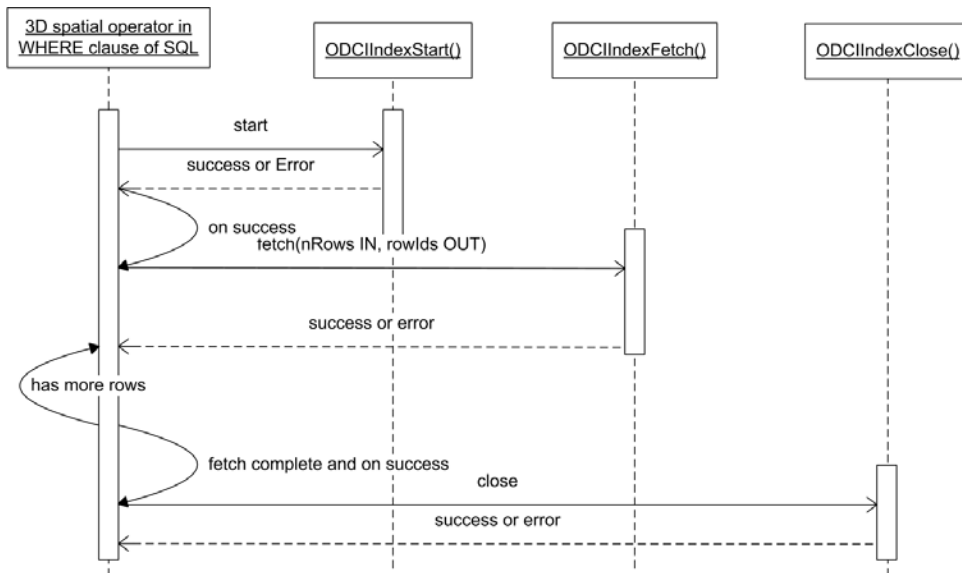 3D spatial operator in
WHERE clause of SQL
ODCIIndexStart()
ODCIIndexFetch()
ODCIIndexClose()
start
success or Error
on success
fetch(nRows IN, rowIds OUT)
success or error
has more rows
fetch complete and on success
close
success or error